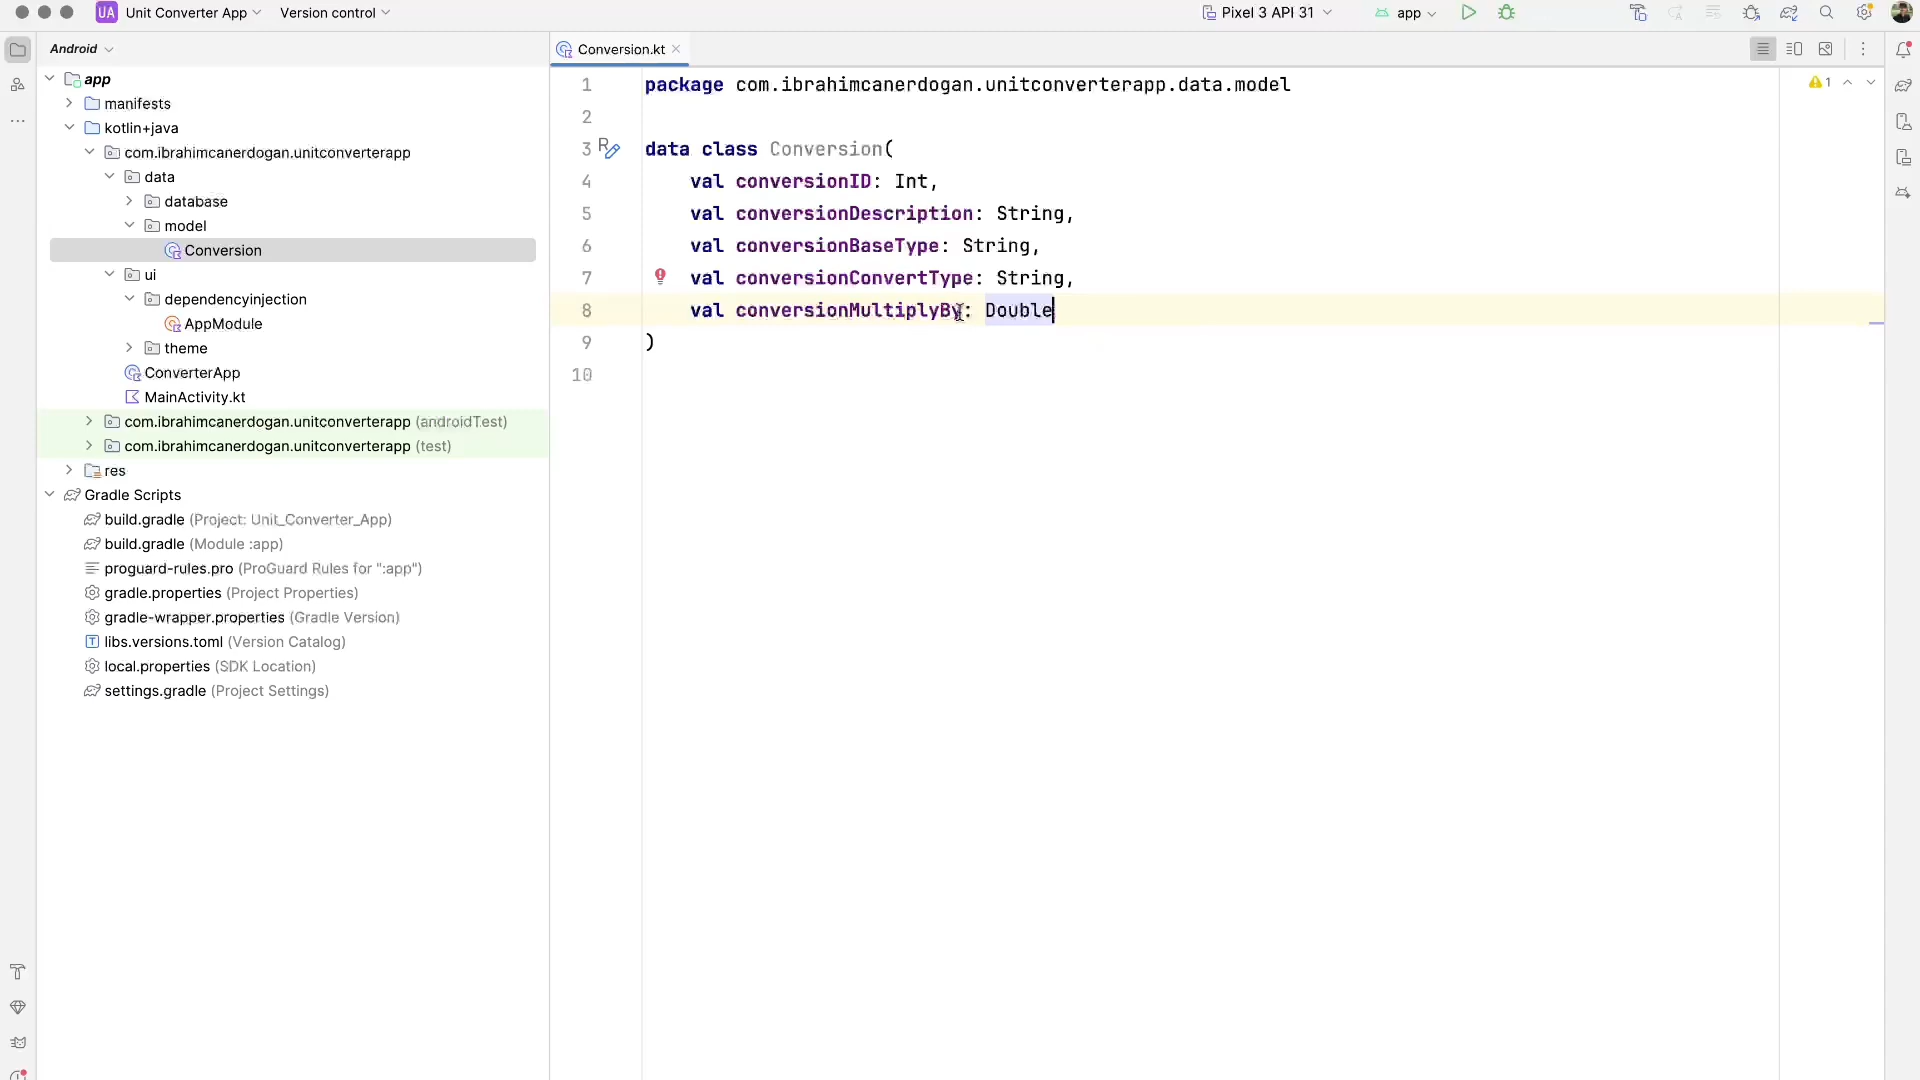 UA Unit Converter App Version control Pixel 3 API 31 app
Android
Conversion.kt
app
manifests
kotlin+java
com.ibrahimcanerdogan.unitconverterapp
data
database
model
Conversion
ui
dependencyinjection
AppModule
theme
ConverterApp
MainActivity.kt
com.ibrahimcanerdogan.unitconverterapp (androidTest)
com.ibrahimcanerdogan.unitconverterapp (test)
res
Gradle Scripts
build.gradle (Project: Unit_Converter_App)
build.gradle (Module :app)
proguard-rules.pro (ProGuard Rules for ":app")
gradle.properties (Project Properties)
gradle-wrapper.properties (Gradle Version)
libs.versions.toml (Version Catalog)
local.properties (SDK Location)
settings.gradle (Project Settings)
1 package com.ibrahimcanerdogan.unitconverterapp.data.model
2
3 data class Conversion(
4 val conversionID: Int,
5 val conversionDescription: String,
6 val conversionBaseType: String,
7 val conversionConvertType: String,
8 val conversionMultiplyBy: Double
9 )
10
1